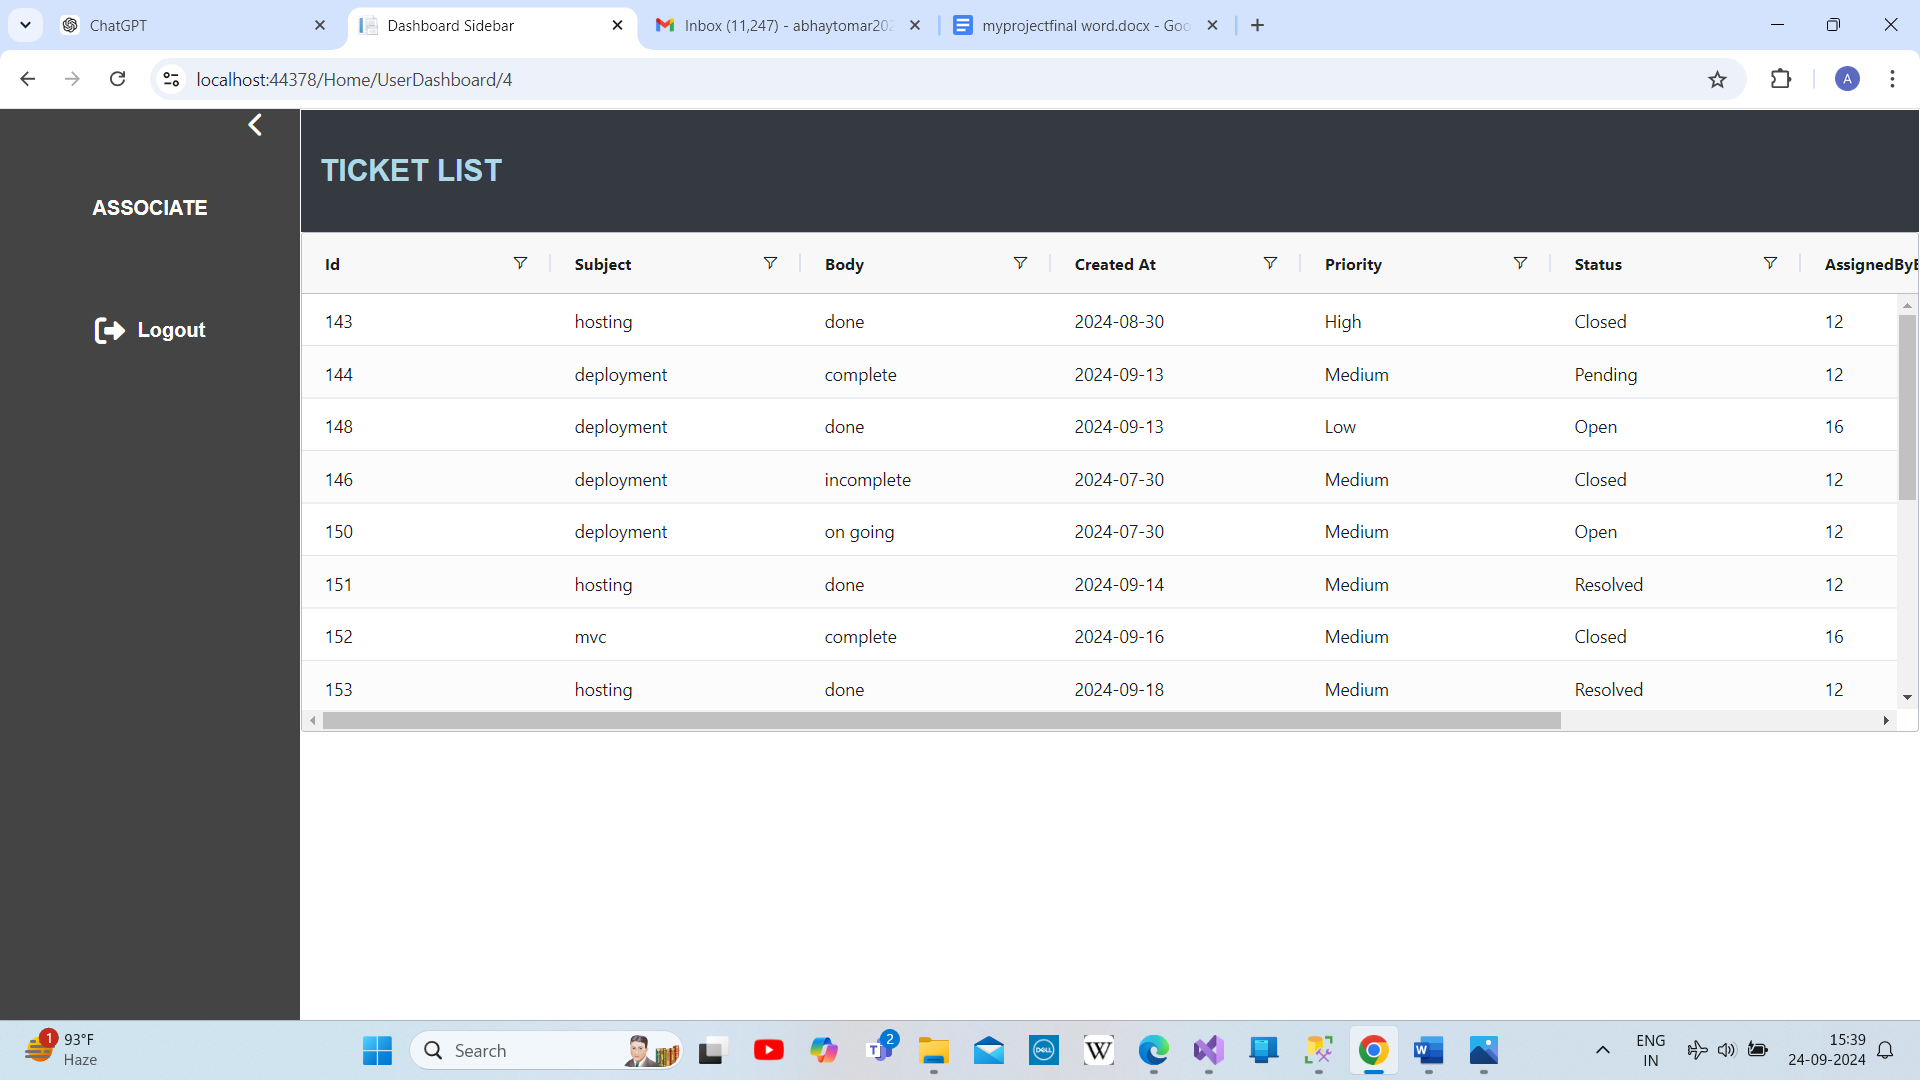 ChatGPT
Dashboard Sidebar
Inbox (11,247) - abhaytomar202
myprojectfinal word.docx - Goo
localhost:44378/Home/UserDashboard/4
A
ASSOCIATE
Logout
TICKET LIST
Id Subject Body Created At Priority Status AssignedByE
143 hosting done 2024-08-30 High Closed 12
144 deployment complete 2024-09-13 Medium Pending 12
148 deployment done 2024-09-13 Low Open 16
146 deployment incomplete 2024-07-30 Medium Closed 12
150 deployment on going 2024-07-30 Medium Open 12
151 hosting done 2024-09-14 Medium Resolved 12
152 mvc complete 2024-09-16 Medium Closed 16
153 hosting done 2024-09-18 Medium Resolved 12
1
93°F
Haze
Search
T
2
DELL
W
W
ENG
IN
15:39
24-09-2024